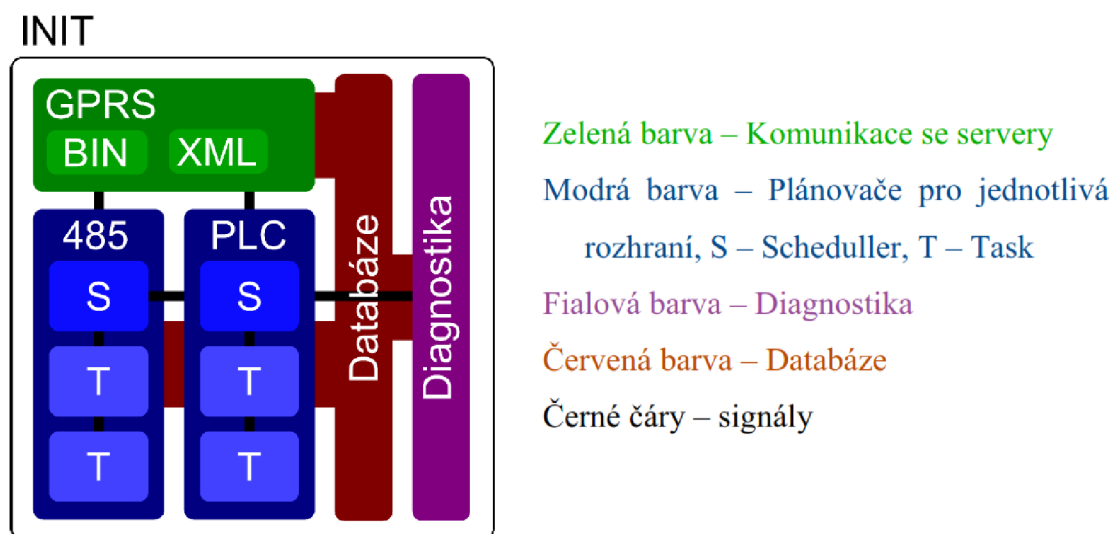 INIT
GPRS
BIN XML
485 PLC
S S
T T
T T
Databáze
Diagnostika
Zelená barva – Komunikace se servery
Modrá barva – Plánovače pro jednotlivá
rozhraní, S – Scheduller, T – Task
Fialová barva – Diagnostika
Červená barva – Databáze
Černé čáry – signály